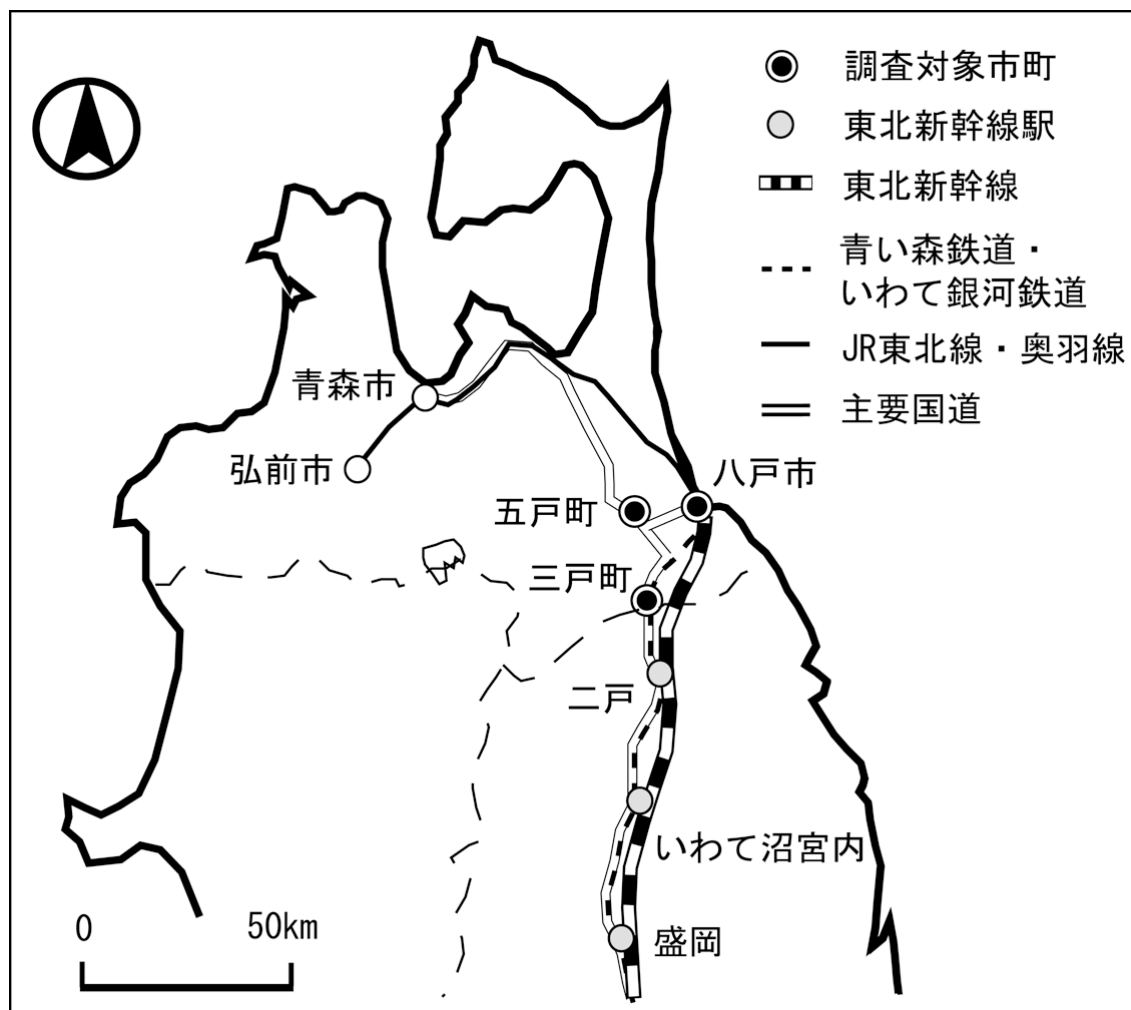 調査対象市町
東北新幹線駅
東北新幹線
青い森鉄道・
いわて銀河鉄道
JR東北線・奥羽線
主要国道
青森市
弘前市
八戸市
五戸町
三戸町
二戸
いわて沼宮内
盛岡
0 50km